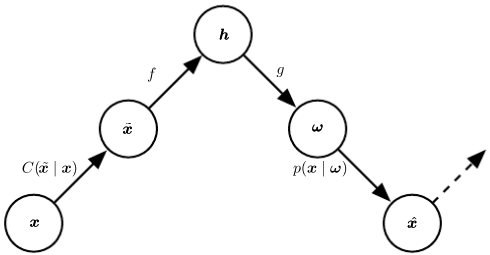 h
f
g
x̃
ω
C(x̃ | x)
p(x | ω)
x
x̂